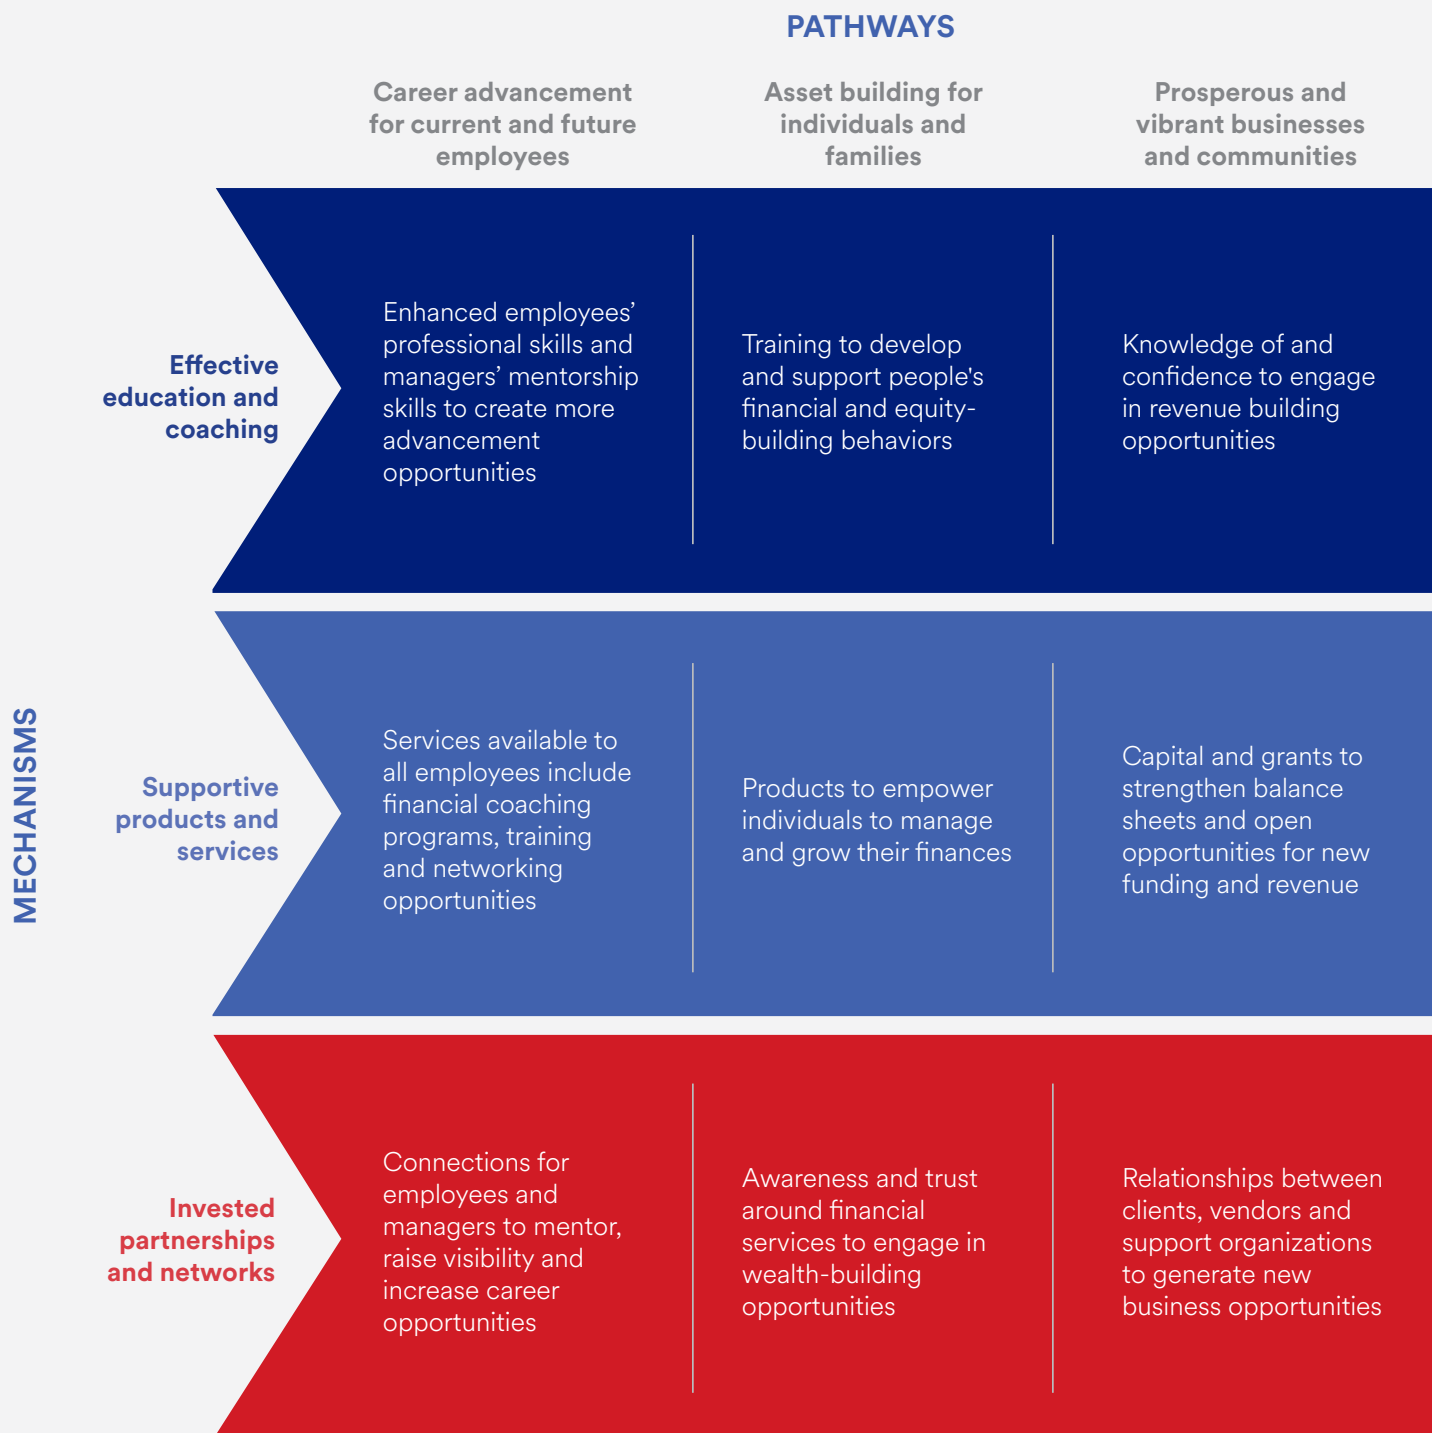 PATHWAYS
Career advancement
for current and future
employees
Asset building for
individuals and
families
Prosperous and
vibrant businesses
and communities
MECHANISMS
Effective
education and
coaching
Enhanced employees’
professional skills and
managers’ mentorship
skills to create more
advancement
opportunities
Training to develop
and support people's
financial and equity-
building behaviors
Knowledge of and
confidence to engage
in revenue building
opportunities
Supportive
products and
services
Services available to
all employees include
financial coaching
programs, training
and networking
opportunities
Products to empower
individuals to manage
and grow their finances
Capital and grants to
strengthen balance
sheets and open
opportunities for new
funding and revenue
Invested
partnerships
and networks
Connections for
employees and
managers to mentor,
raise visibility and
increase career
opportunities
Awareness and trust
around financial
services to engage in
wealth-building
opportunities
Relationships between
clients, vendors and
support organizations
to generate new
business opportunities